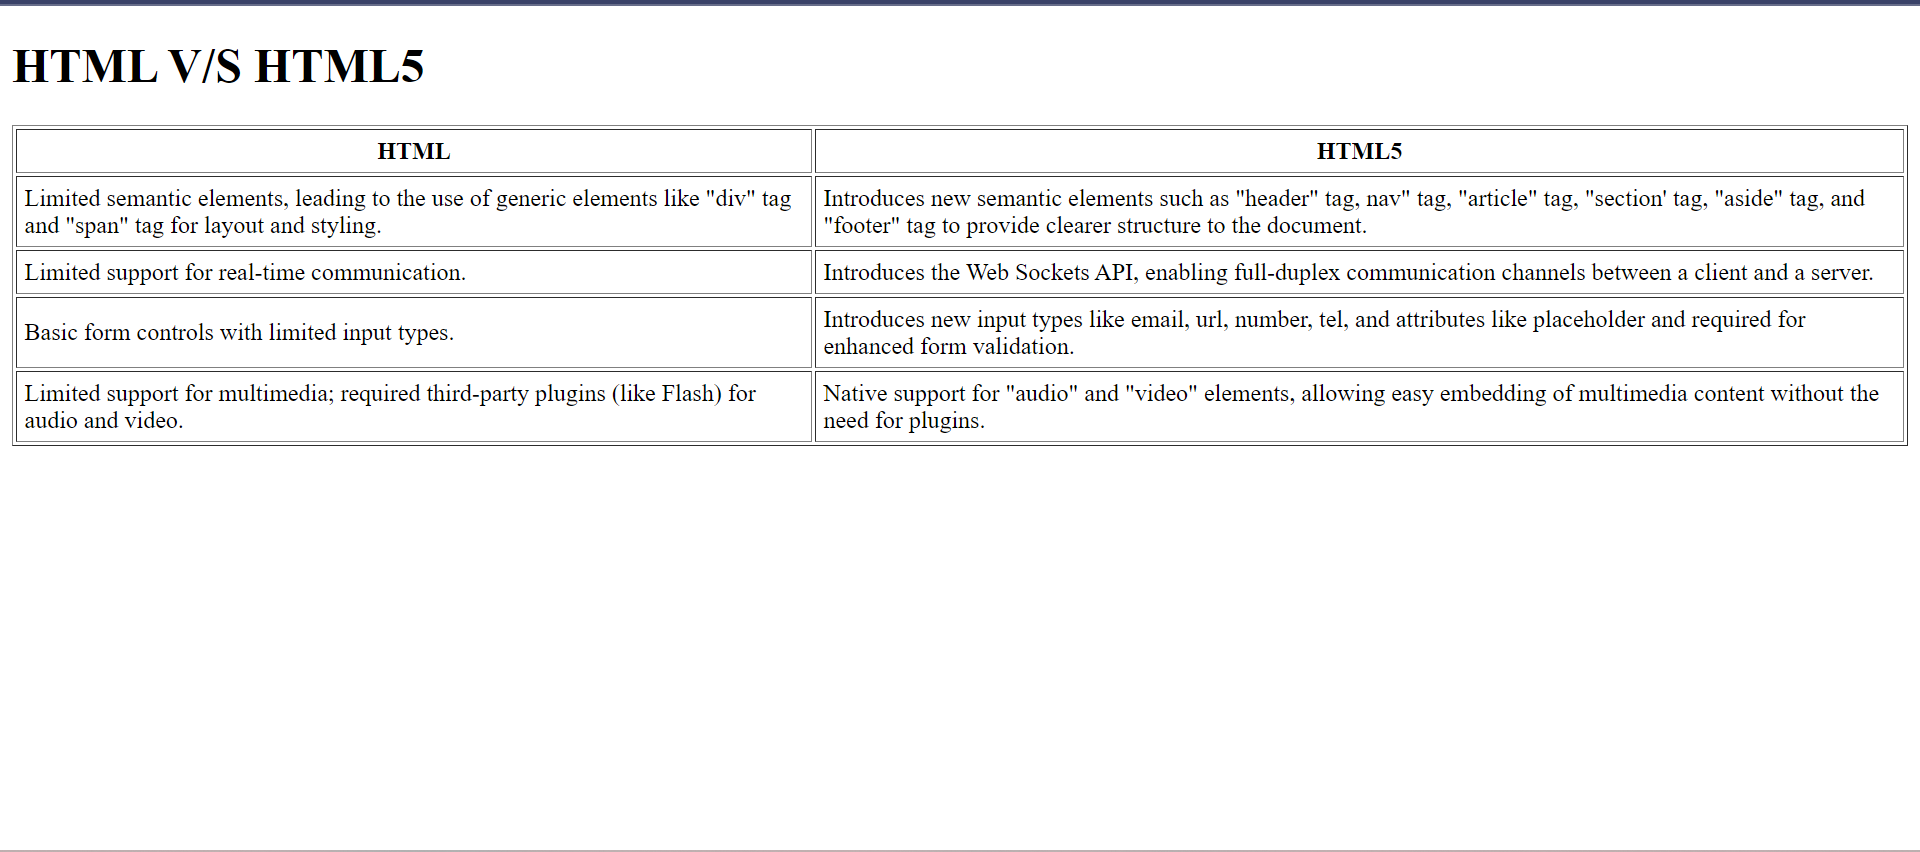 HTML V/S HTML5
HTML
HTML5
Limited semantic elements, leading to the use of generic elements like "div" tag
and "span" tag for layout and styling.
Introduces new semantic elements such as "header" tag, nav" tag, "article" tag, "section' tag, "aside" tag, and
"footer" tag to provide clearer structure to the document.
Limited support for real-time communication.
Introduces the Web Sockets API, enabling full-duplex communication channels between a client and a server.
Basic form controls with limited input types.
Introduces new input types like email, url, number, tel, and attributes like placeholder and required for
enhanced form validation.
Limited support for multimedia; required third-party plugins (like Flash) for
audio and video.
Native support for "audio" and "video" elements, allowing easy embedding of multimedia content without the
need for plugins.